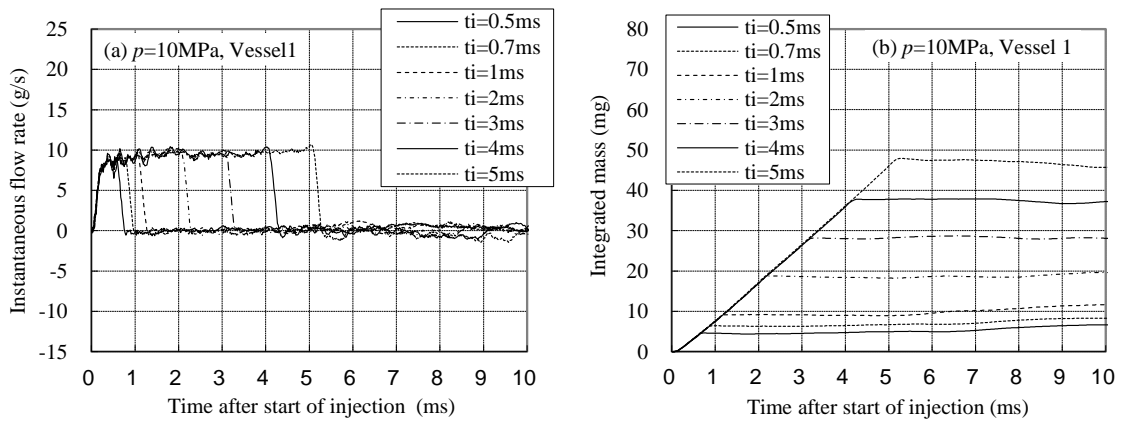 ti=0.5ms
ti=0.7ms
ti=1ms
ti=2ms
ti=3ms
ti=4ms
ti=5ms
(a) p=10MPa, Vessel1
Instantaneous flow rate (g/s)
25
20
15
10
5
0
-5
-10
-15
0 1 2 3 4 5 6 7 8 9 10
Time after start of injection (ms)
ti=0.5ms
ti=0.7ms
ti=1ms
ti=2ms
ti=3ms
ti=4ms
ti=5ms
(b) p=10MPa, Vessel 1
Integrated mass (mg)
80
70
60
50
40
30
20
10
0
0 1 2 3 4 5 6 7 8 9 10
Time after start of injection (ms)